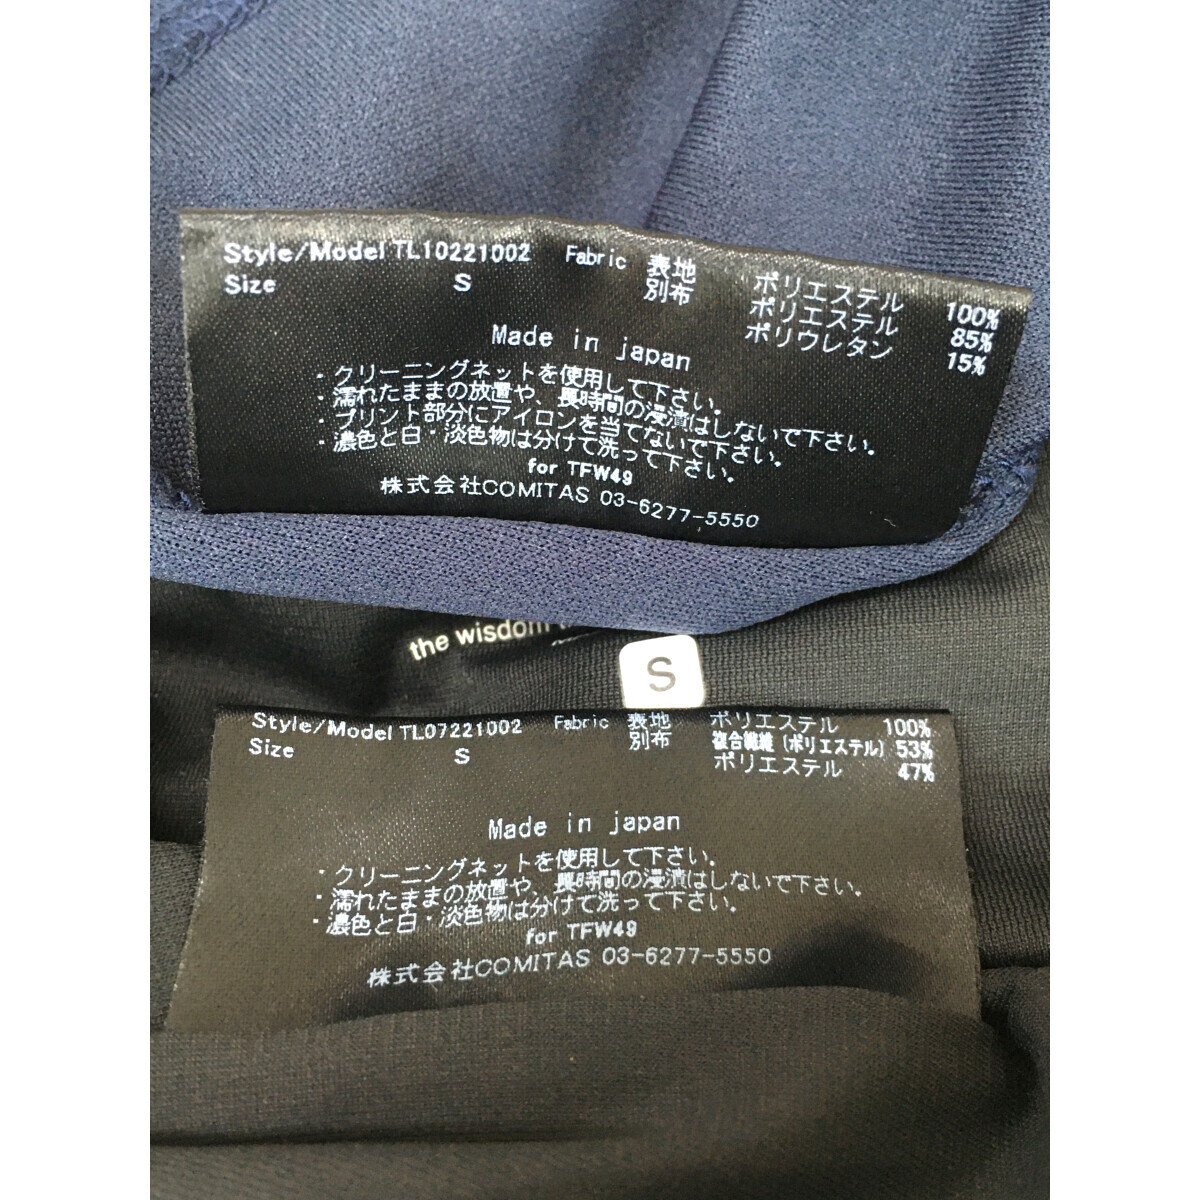 Style/Model TL10221002 Fabric 表地 ポリエステル 100%
Size S 別布 ポリエステル 85%
ポリウレタン 15%
Made in japan
・クリーニングネットを使用して下さい。
・濡れたままの放置や、長時間の浸漬はしないで下さい。
・プリント部分にアイロンを当てないで下さい。
・濃色と白・淡色物は分けて洗って下さい。
for TFW49
株式会社COMITAS 03-6277-5550
the wisdom
S
Style/Model TL07221002 Fabric 表地 ポリエステル 100%
Size S 別布 複合繊維(ポリエステル) 53%
ポリエステル 47%
Made in japan
・クリーニングネットを使用して下さい。
・濡れたままの放置や、長時間の浸漬はしないで下さい。
・濃色と白・淡色物は分けて洗って下さい。
for TFW49
株式会社COMITAS 03-6277-5550